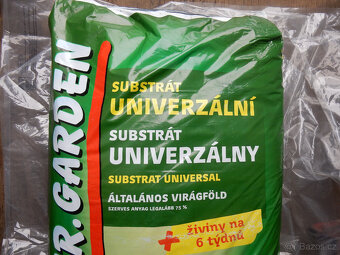 R. GARDEN
SUBSTRÁT
UNIVERZÁLNÍ
SUBSTRÁT
UNIVERZÁLNY
SUBSTRAT UNIVERSAL
ÁLTALÁNOS VIRÁGFÖLD
SZERVES ANYAG LEGALÁBB 75 %
+ živiny na
6 týdnů